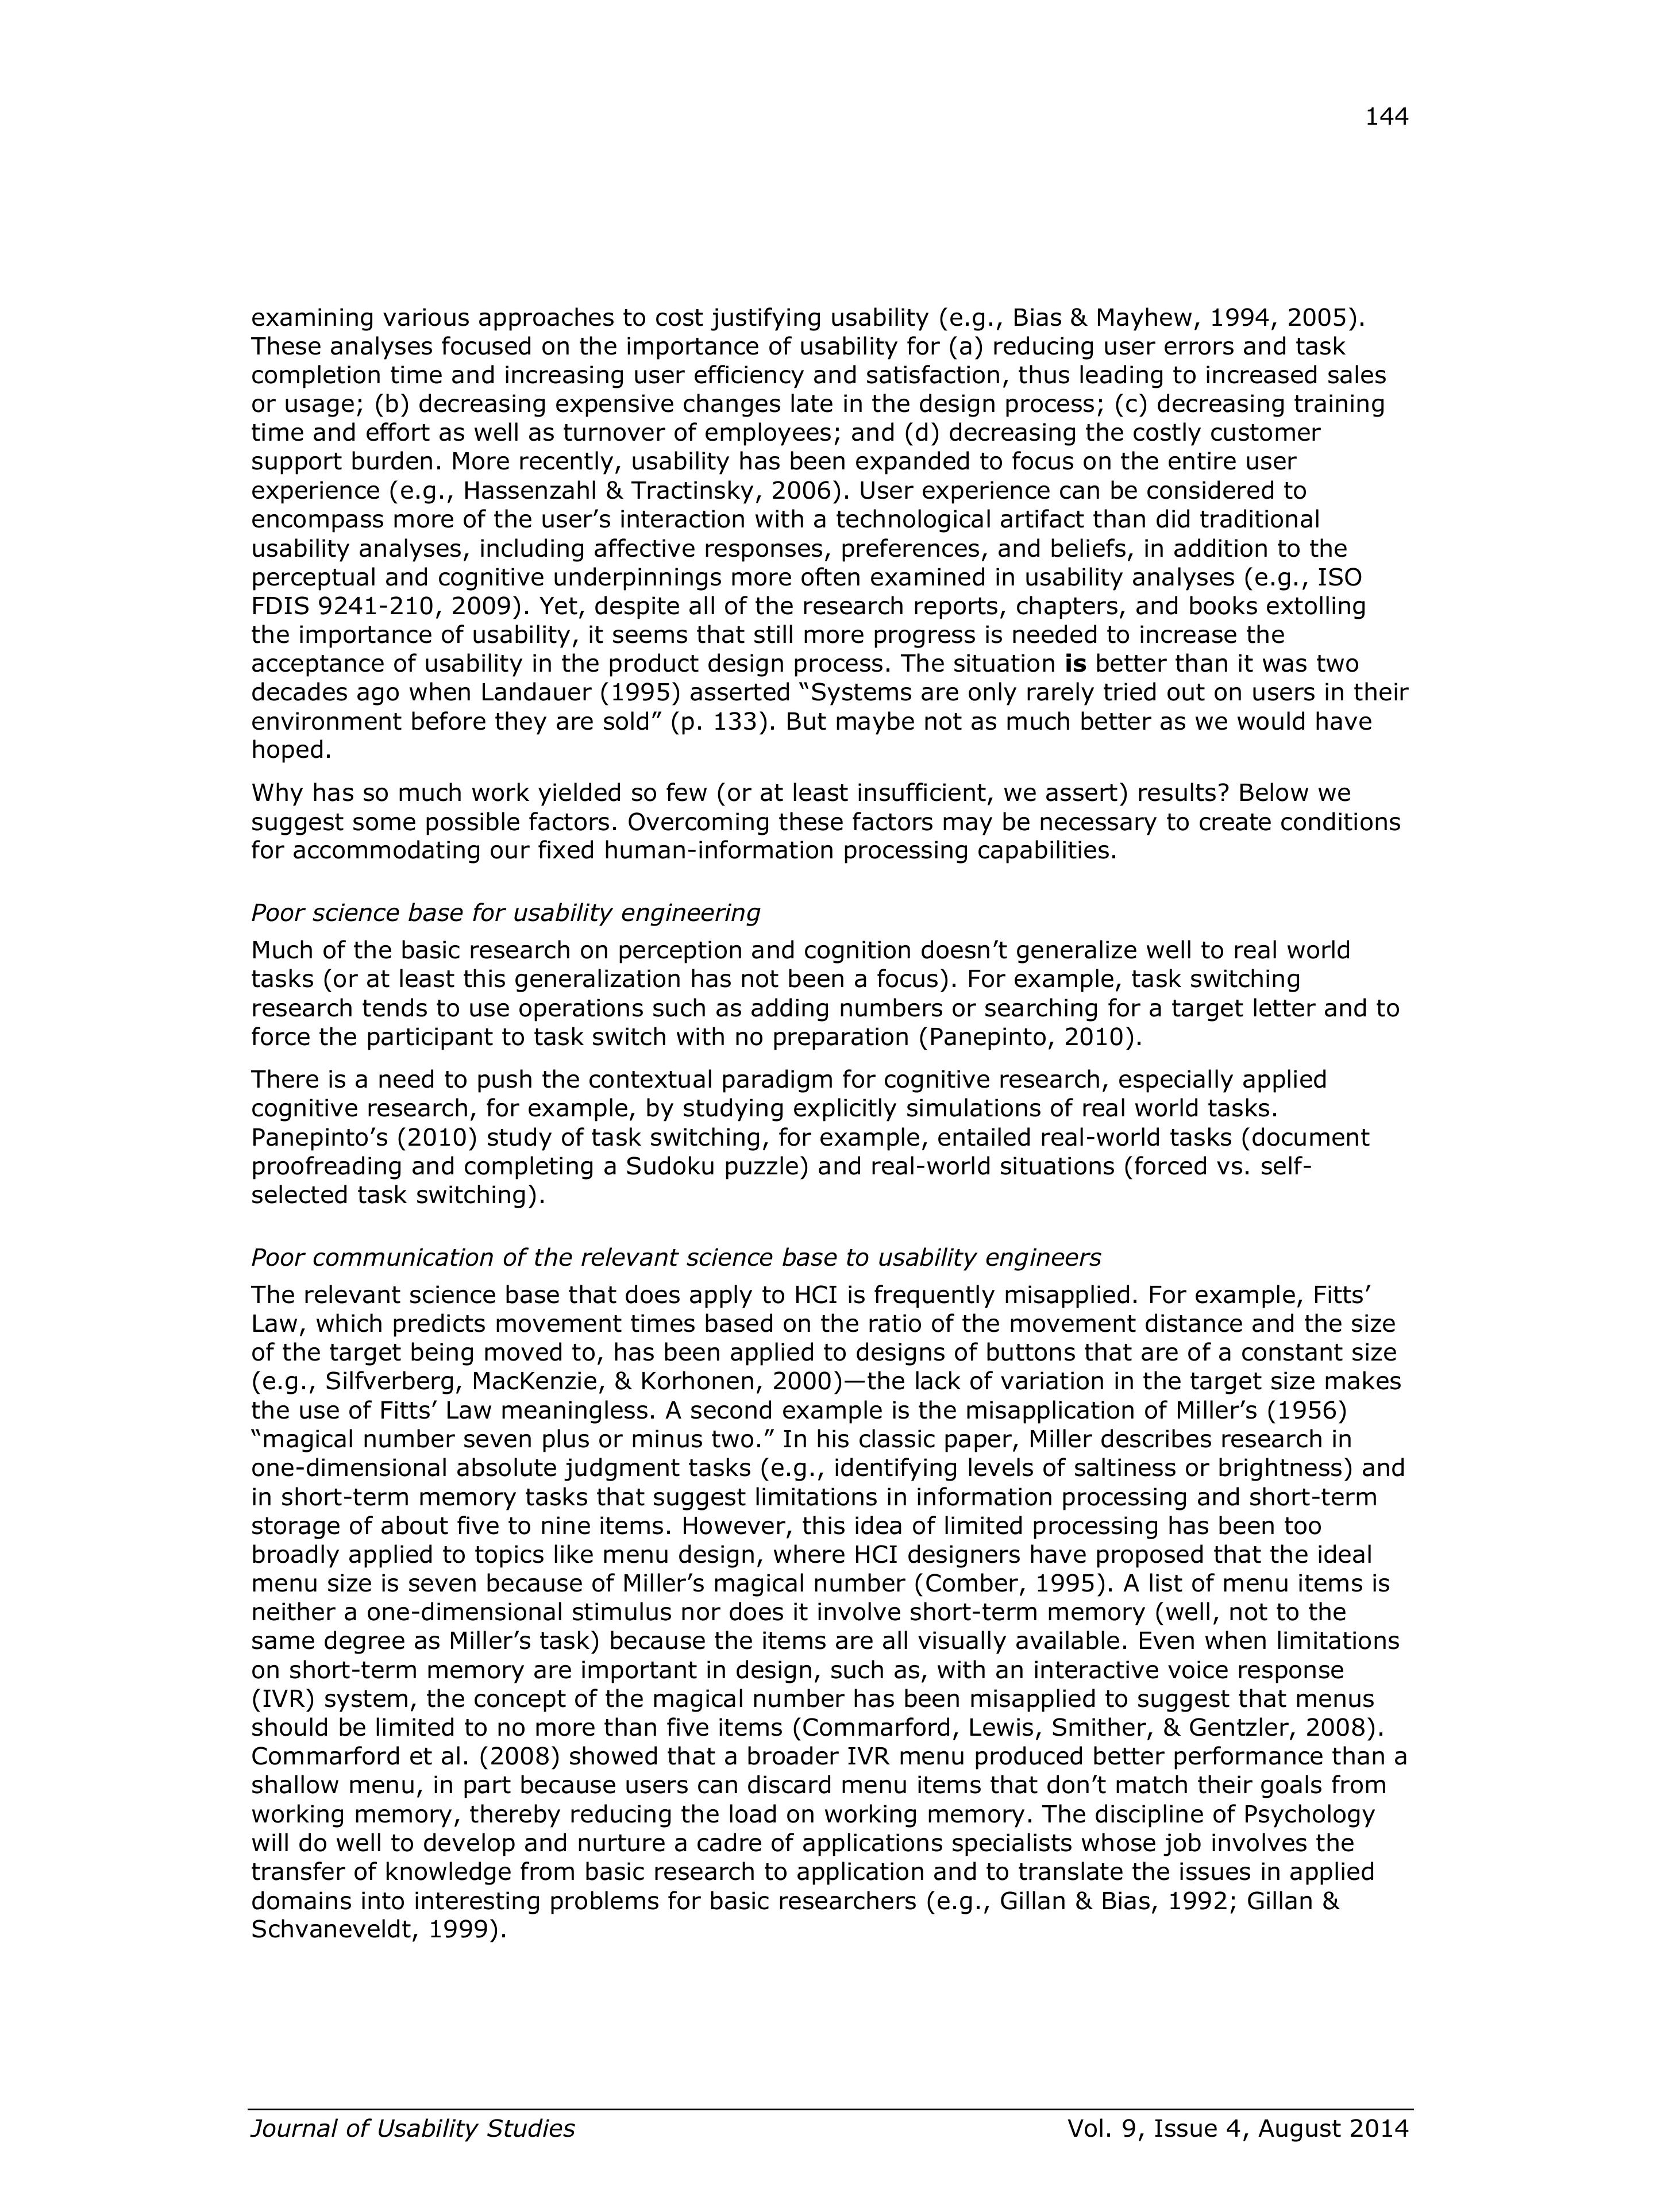 144
examining various approaches to cost justifying usability (e.g., Bias & Mayhew, 1994, 2005).
These analyses focused on the importance of usability for (a) reducing user errors and task
completion time and increasing user efficiency and satisfaction, thus leading to increased sales
or usage; (b) decreasing expensive changes late in the design process; (c) decreasing training
time and effort as well as turnover of employees; and (d) decreasing the costly customer
support burden. More recently, usability has been expanded to focus on the entire user
experience (e.g., Hassenzahl & Tractinsky, 2006). User experience can be considered to
encompass more of the user’s interaction with a technological artifact than did traditional
usability analyses, including affective responses, preferences, and beliefs, in addition to the
perceptual and cognitive underpinnings more often examined in usability analyses (e.g., ISO
FDIS 9241-210, 2009). Yet, despite all of the research reports, chapters, and books extolling
the importance of usability, it seems that still more progress is needed to increase the
acceptance of usability in the product design process. The situation is better than it was two
decades ago when Landauer (1995) asserted “Systems are only rarely tried out on users in their
environment before they are sold” (p. 133). But maybe not as much better as we would have
hoped.
Why has so much work yielded so few (or at least insufficient, we assert) results? Below we
suggest some possible factors. Overcoming these factors may be necessary to create conditions
for accommodating our fixed human-information processing capabilities.
Poor science base for usability engineering
Much of the basic research on perception and cognition doesn’t generalize well to real world
tasks (or at least this generalization has not been a focus). For example, task switching
research tends to use operations such as adding numbers or searching for a target letter and to
force the participant to task switch with no preparation (Panepinto, 2010).
There is a need to push the contextual paradigm for cognitive research, especially applied
cognitive research, for example, by studying explicitly simulations of real world tasks.
Panepinto’s (2010) study of task switching, for example, entailed real-world tasks (document
proofreading and completing a Sudoku puzzle) and real-world situations (forced vs. self-
selected task switching).
Poor communication of the relevant science base to usability engineers
The relevant science base that does apply to HCI is frequently misapplied. For example, Fitts’
Law, which predicts movement times based on the ratio of the movement distance and the size
of the target being moved to, has been applied to designs of buttons that are of a constant size
(e.g., Silfverberg, MacKenzie, & Korhonen, 2000)—the lack of variation in the target size makes
the use of Fitts’ Law meaningless. A second example is the misapplication of Miller’s (1956)
“magical number seven plus or minus two.” In his classic paper, Miller describes research in
one-dimensional absolute judgment tasks (e.g., identifying levels of saltiness or brightness) and
in short-term memory tasks that suggest limitations in information processing and short-term
storage of about five to nine items. However, this idea of limited processing has been too
broadly applied to topics like menu design, where HCI designers have proposed that the ideal
menu size is seven because of Miller’s magical number (Comber, 1995). A list of menu items is
neither a one-dimensional stimulus nor does it involve short-term memory (well, not to the
same degree as Miller’s task) because the items are all visually available. Even when limitations
on short-term memory are important in design, such as, with an interactive voice response
(IVR) system, the concept of the magical number has been misapplied to suggest that menus
should be limited to no more than five items (Commarford, Lewis, Smither, & Gentzler, 2008).
Commarford et al. (2008) showed that a broader IVR menu produced better performance than a
shallow menu, in part because users can discard menu items that don’t match their goals from
working memory, thereby reducing the load on working memory. The discipline of Psychology
will do well to develop and nurture a cadre of applications specialists whose job involves the
transfer of knowledge from basic research to application and to translate the issues in applied
domains into interesting problems for basic researchers (e.g., Gillan & Bias, 1992; Gillan &
Schvaneveldt, 1999).
Journal of Usability Studies
Vol. 9, Issue 4, August 2014